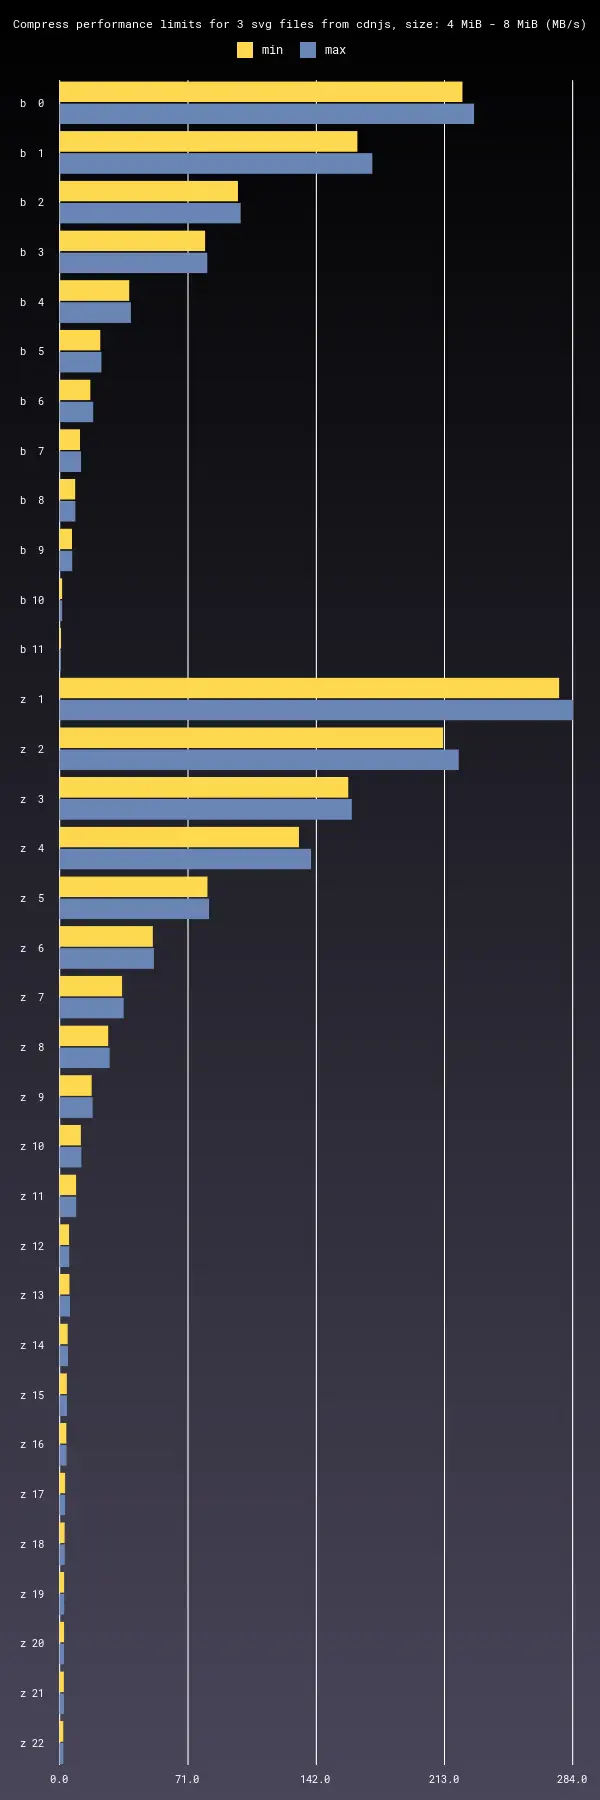 Compress performance limits for 3 svg files from cdnjs, size: 4 MiB - 8 MiB (MB/s)
min max
b 0
b 1
b 2
b 3
b 4
b 5
b 6
b 7
b 8
b 9
b 10
b 11
z 1
z 2
z 3
z 4
z 5
z 6
z 7
z 8
z 9
z 10
z 11
z 12
z 13
z 14
z 15
z 16
z 17
z 18
z 19
z 20
z 21
z 22
0.0 71.0 142.0 213.0 284.0